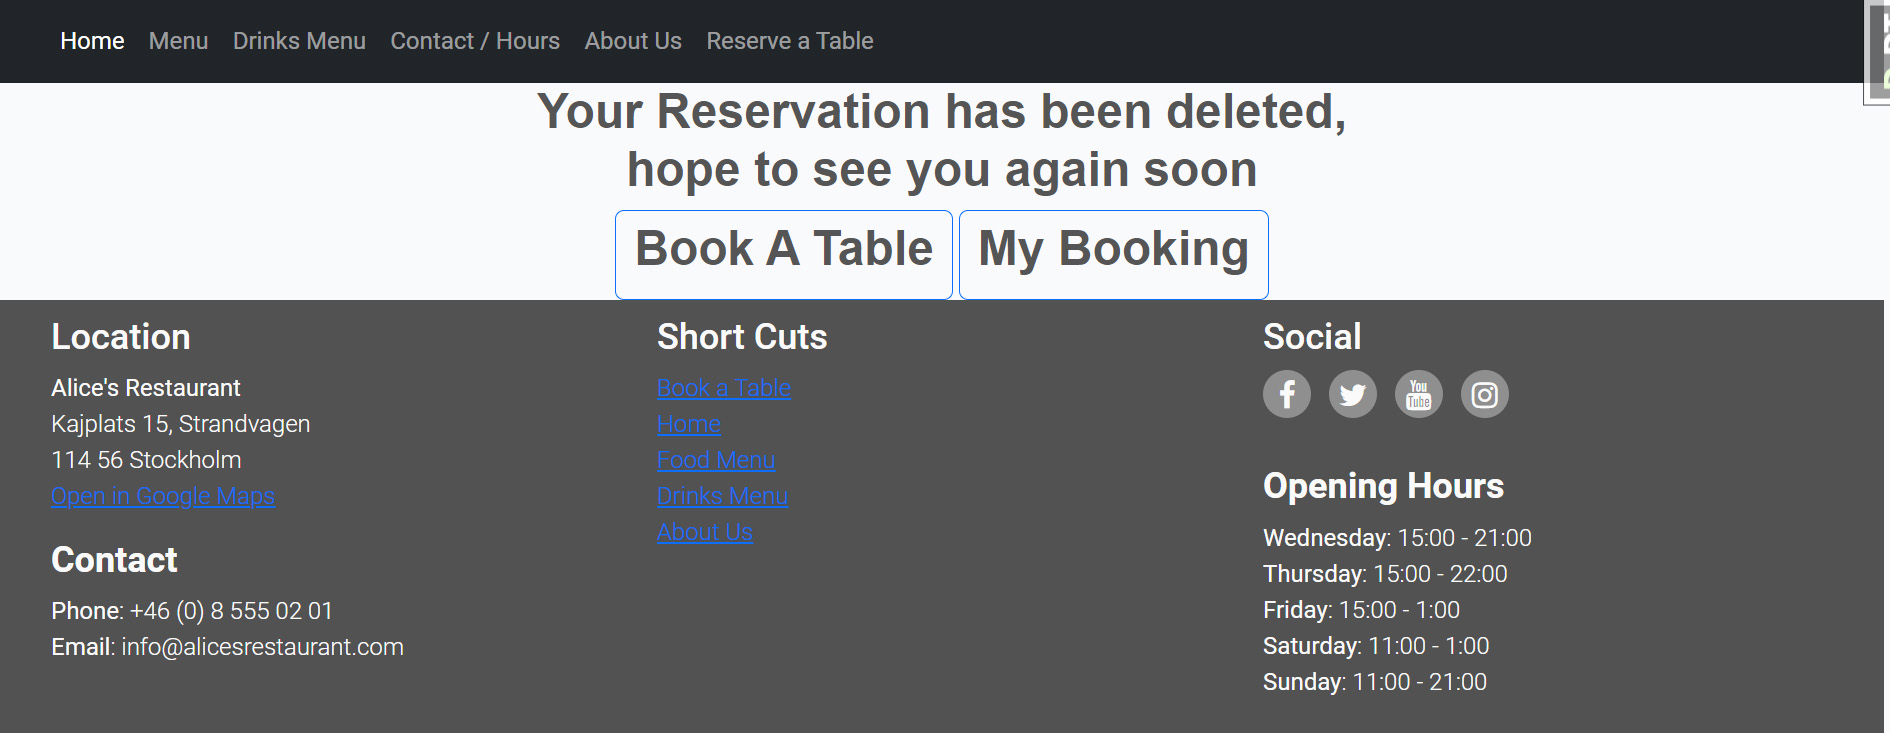 Home Menu Drinks Menu Contact / Hours About Us Reserve a Table
Your Reservation has been deleted,
hope to see you again soon
Book A Table My Booking
Location
Alice's Restaurant
Kajplats 15, Strandvagen
114 56 Stockholm
Open in Google Maps
Contact
Phone: +46 (0) 8 555 02 01
Email: info@alicesrestaurant.com
Short Cuts
Book a Table
Home
Food Menu
Drinks Menu
About Us
Social
You
Tube
Opening Hours
Wednesday: 15:00 - 21:00
Thursday: 15:00 - 22:00
Friday: 15:00 - 1:00
Saturday: 11:00 - 1:00
Sunday: 11:00 - 21:00